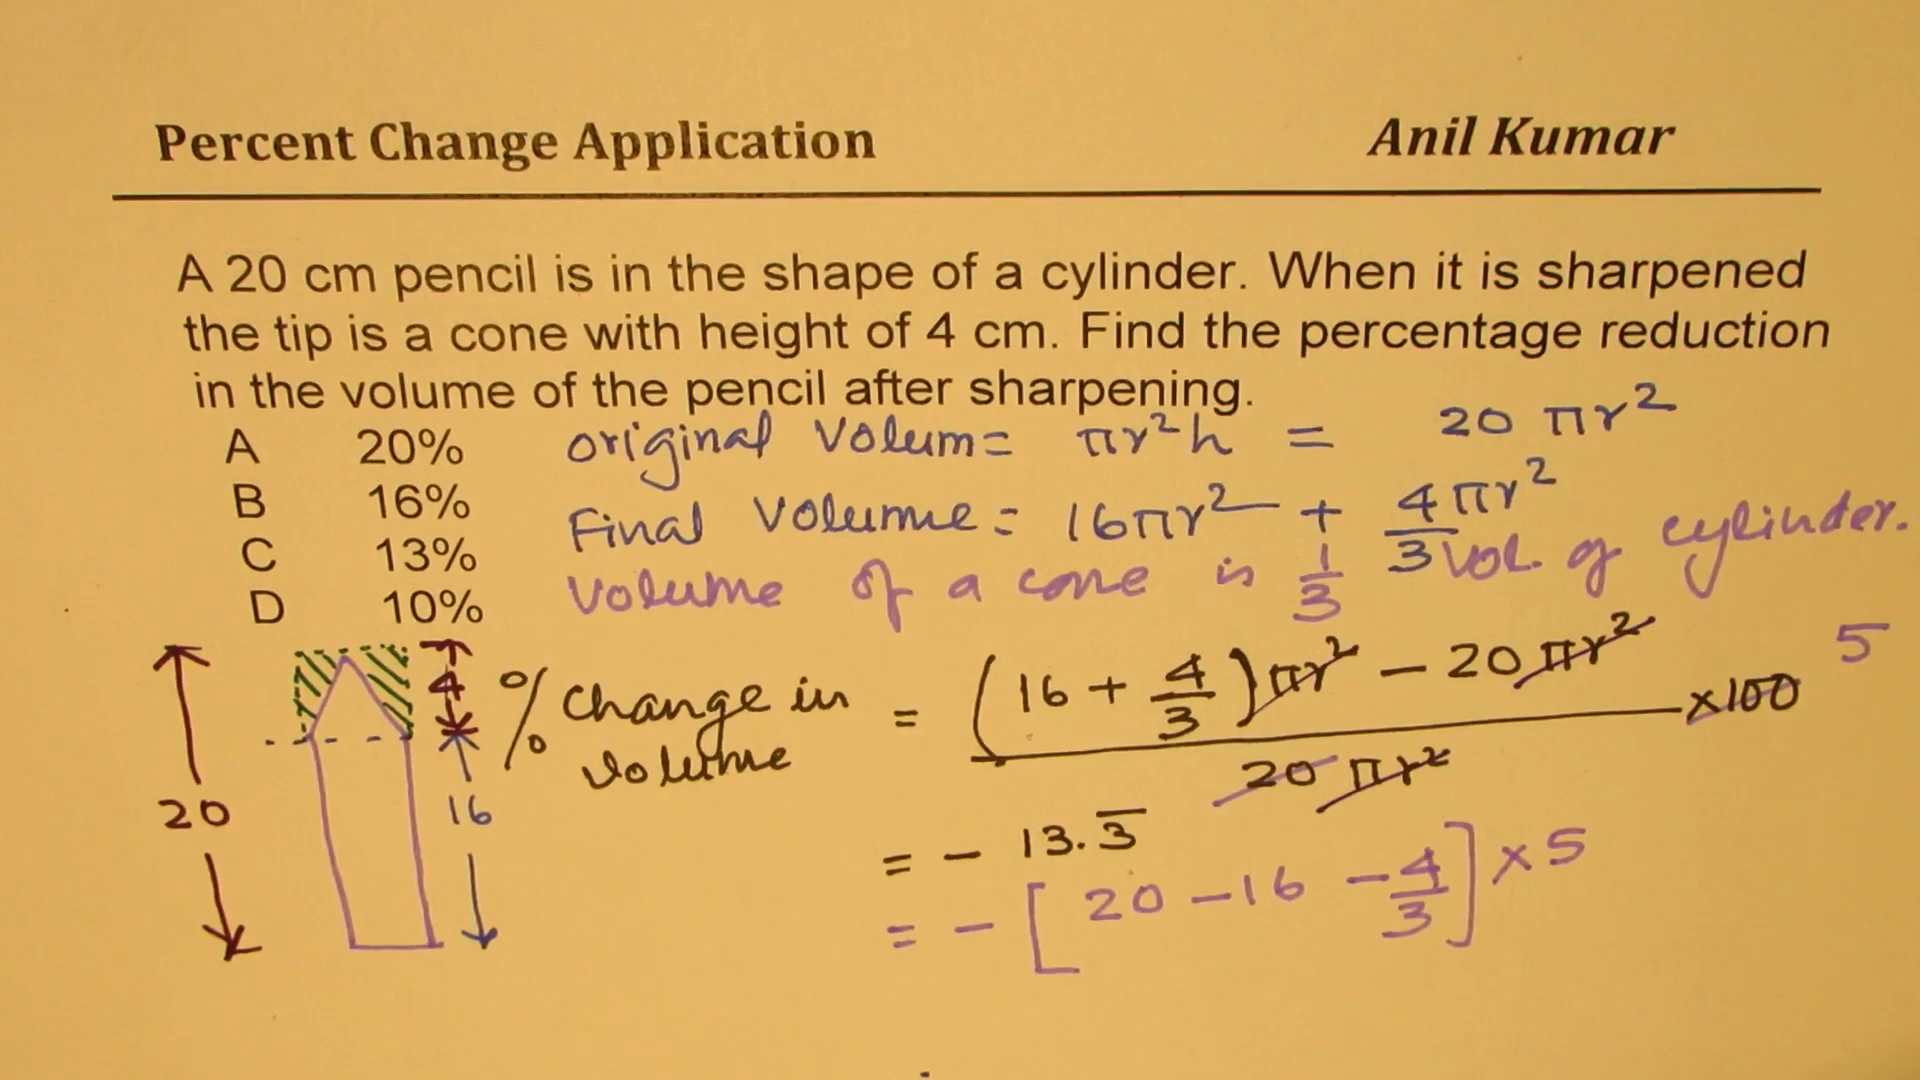 Percent Change Application Anil Kumar
A 20 cm pencil is in the shape of a cylinder. When it is sharpened
the tip is a cone with height of 4 cm. Find the percentage reduction
in the volume of the pencil after sharpening.
A 20%
B 16%
C 13%
D 10%
original Volum = πr²h = 20 πr²
Final Volume = 16πr² + 4πr²/3
Volume of a cone is 1/3 Vol. of cylinder.
20
4
16
% Change in volume = ((16 + 4/3)πr² - 20πr²)/(20πr²) × 100 5
= - 13.3̅
= - [20 - 16 - 4/3] × 5